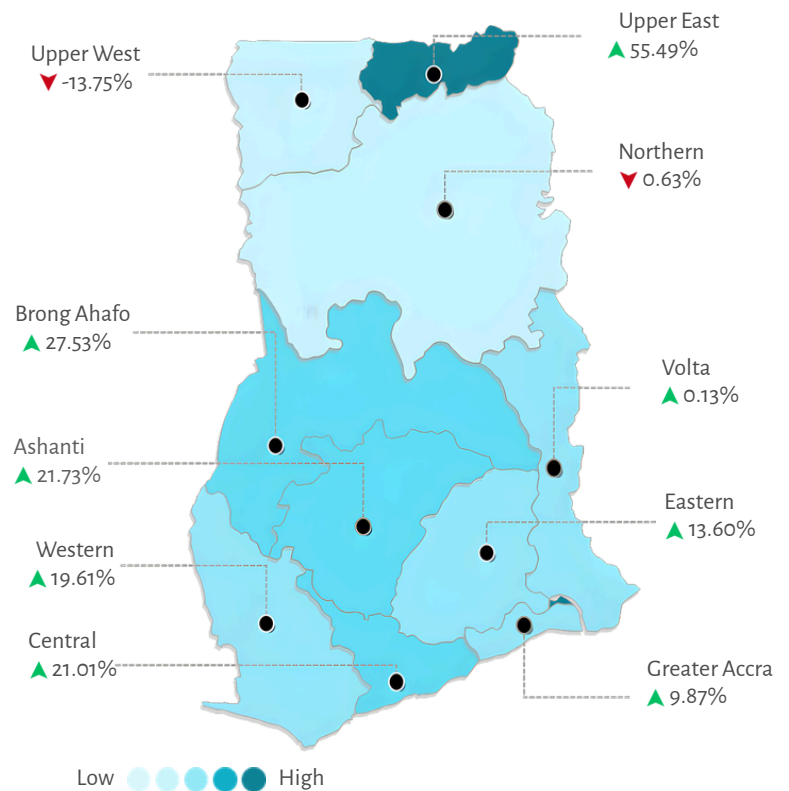 Upper East
55.49%
Upper West
-13.75%
Northern
0.63%
Brong Ahafo
27.53%
Volta
0.13%
Ashanti
21.73%
Eastern
13.60%
Western
19.61%
Central
21.01%
Greater Accra
9.87%
Low High